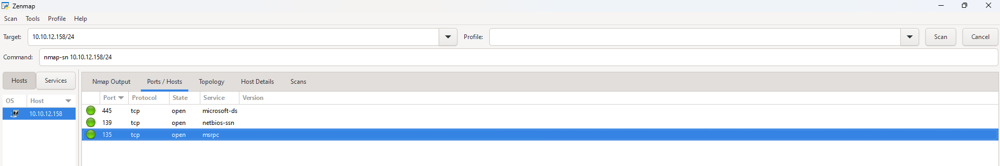 Zenmap
Scan Tools Profile Help
Target: 10.10.12.158/24 Profile: Scan Cancel
Command: nmap-sn 10.10.12.158/24
Hosts Services Nmap Output Ports / Hosts Topology Host Details Scans
OS Host Port Protocol State Service Version
10.10.12.158
445 tcp open microsoft-ds
139 tcp open netbios-ssn
135 tcp open msrpc